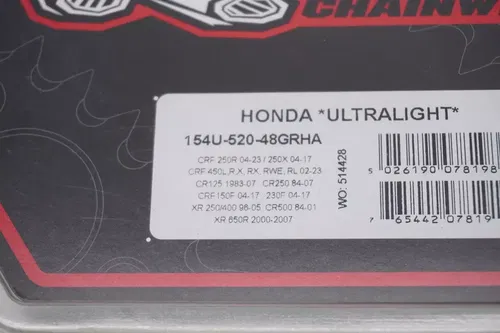 CHAINW
HONDA *ULTRALIGHT*
154U-520-48GRHA
CRF 250R 04-23 / 250X 04-17
CRF 450L,R,X, RX, RWE, RL 02-23
CR125 1983-07 CR250 84-07
CRF150F 04-17 230F 04-17
XR 250/400 96-05 CR500 84-01
XR 650R 2000-2007
WO: 514428
5 026190 078198
7 65442 07819